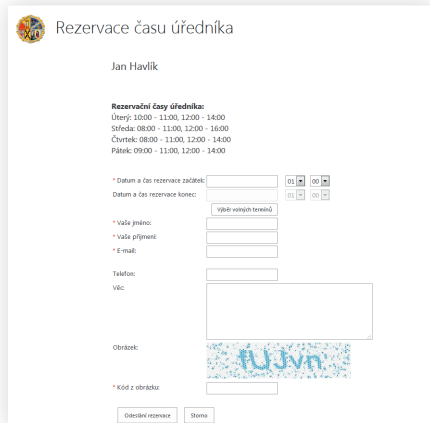 Rezervace času úředníka
Jan Havlík
Rezervační časy úředníka:
Úterý: 10:00 - 11:00, 12:00 - 14:00
Středa: 08:00 - 11:00, 12:00 - 16:00
Čtvrtek: 08:00 - 11:00, 12:00 - 14:00
Pátek: 09:00 - 11:00, 12:00 - 14:00
* Datum a čas rezervace začátek: 01 00
Datum a čas rezervace konec: 01 00
Výběr volných termínů
* Vaše jméno:
* Vaše příjmení:
* E-mail:
Telefon:
Věc:
Obrázek: tUJvn
* Kód z obrázku:
Odeslání rezervace Storno